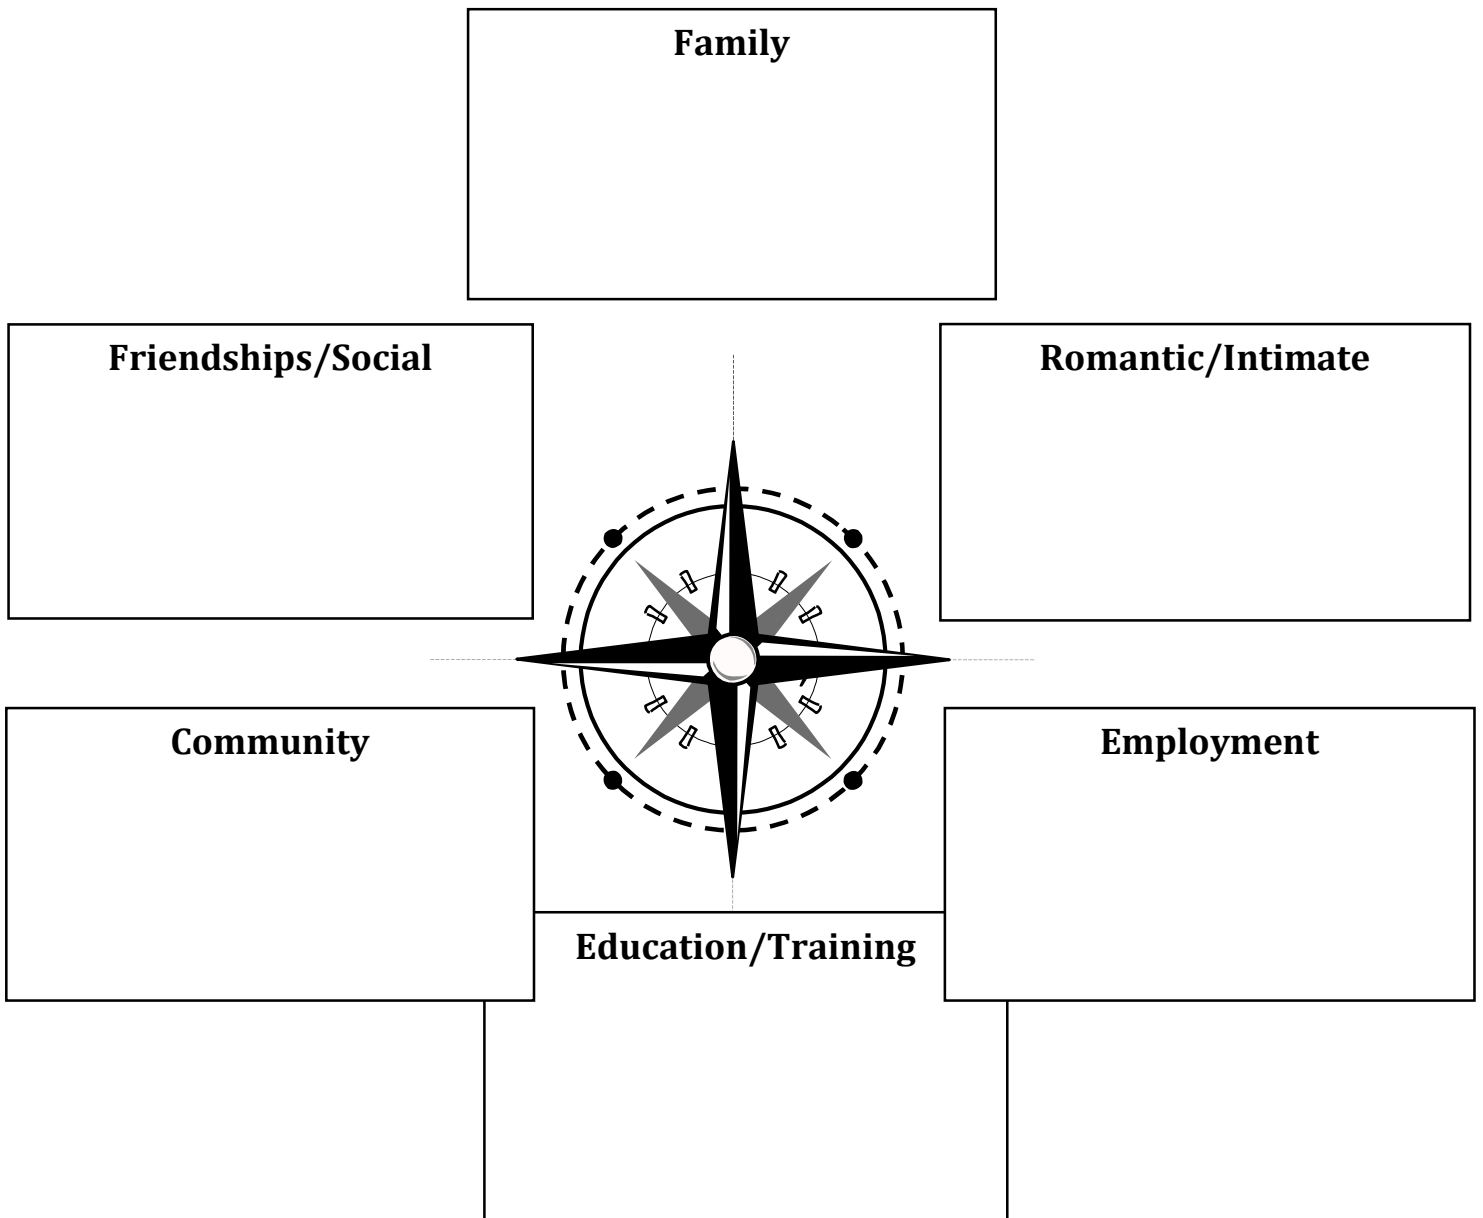 Family
Friendships/Social
Romantic/Intimate
Community
Employment
Education/Training